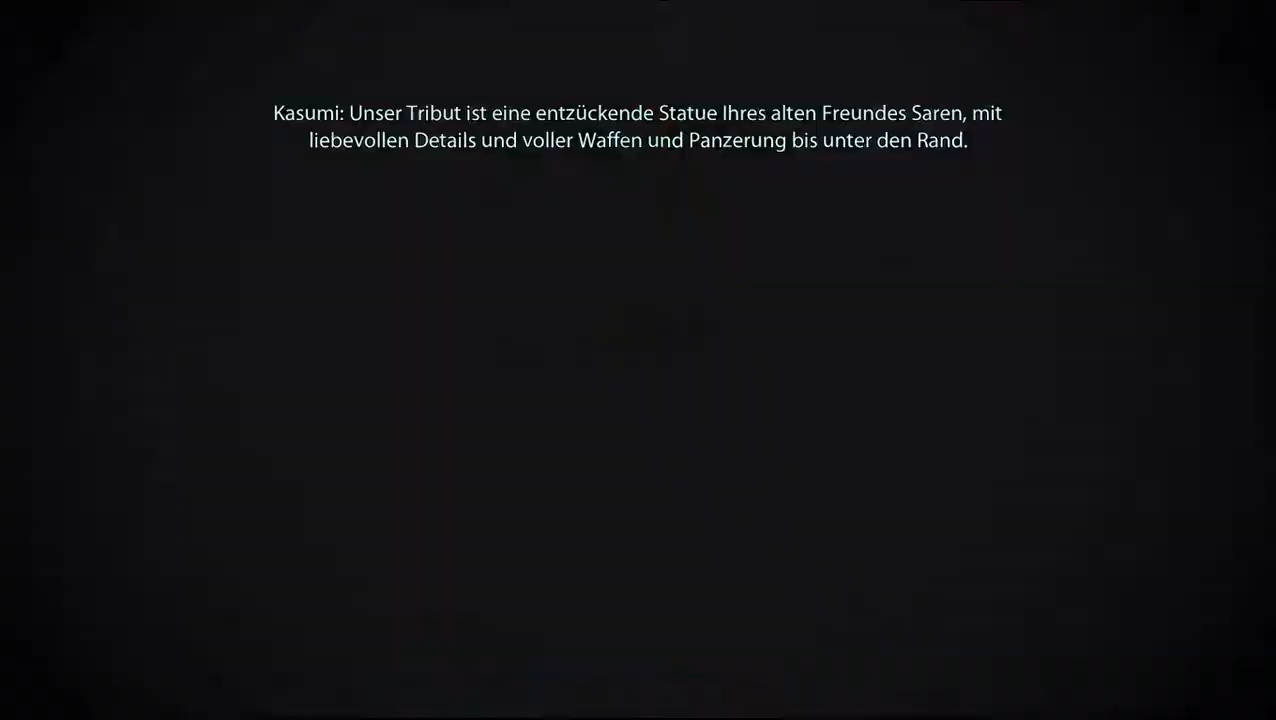 Kasumi: Unser Tribut ist eine entzückende Statue Ihres alten Freundes Saren, mit
liebevollen Details und voller Waffen und Panzerung bis unter den Rand.